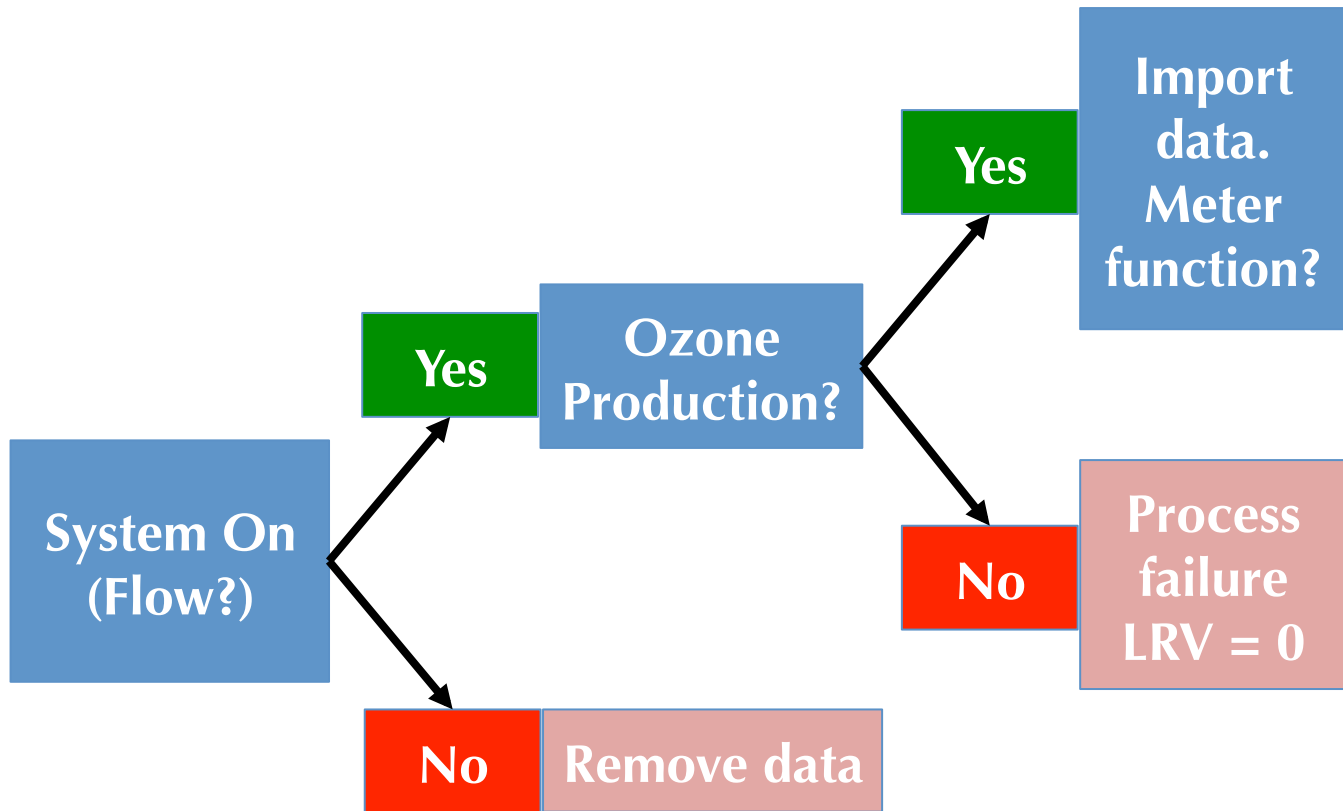 System On
(Flow?)
Yes
No
Remove data
Ozone
Production?
Yes
No
Import
data.
Meter
function?
Process
failure
LRV = 0